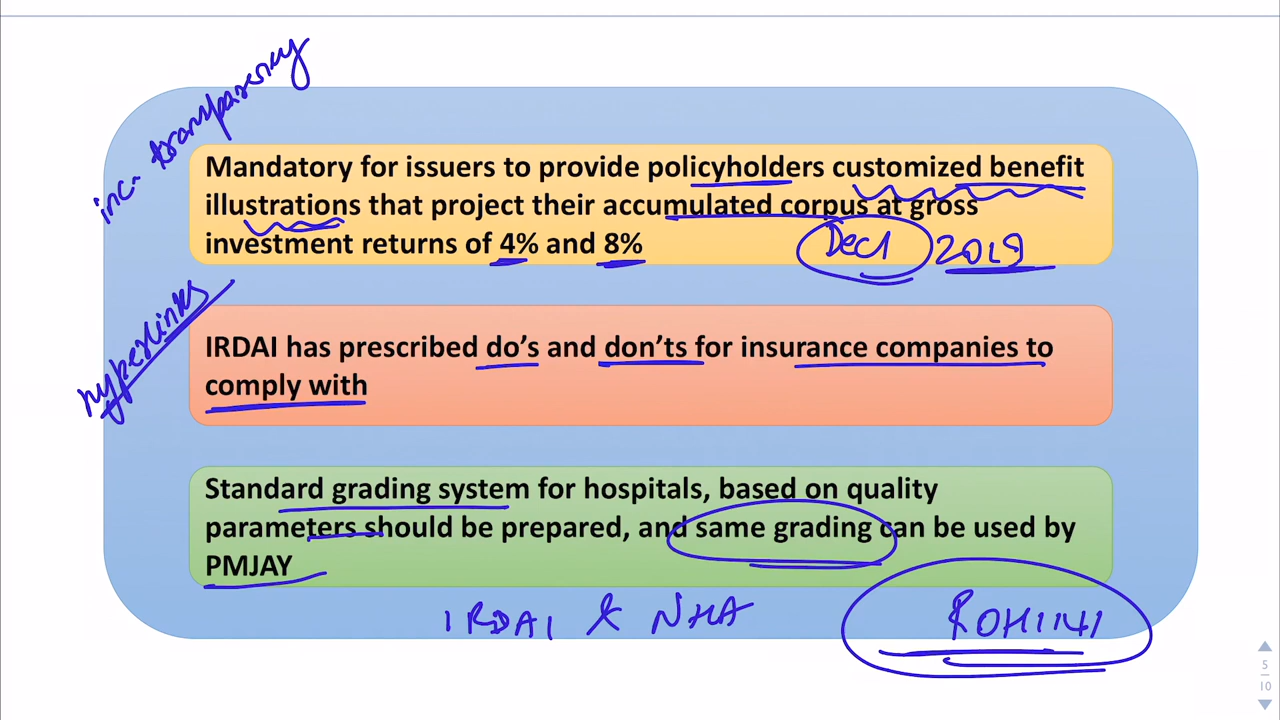 inc. transparency
Mandatory for issuers to provide policyholders customized benefit
illustrations that project their accumulated corpus at gross
investment returns of 4% and 8%
Dec 1 2019
hyperlinks
IRDAI has prescribed do's and don'ts for insurance companies to
comply with
Standard grading system for hospitals, based on quality
parameters should be prepared, and same grading can be used by
PMJAY
IRDAI & NHA
ROHINI
5
10